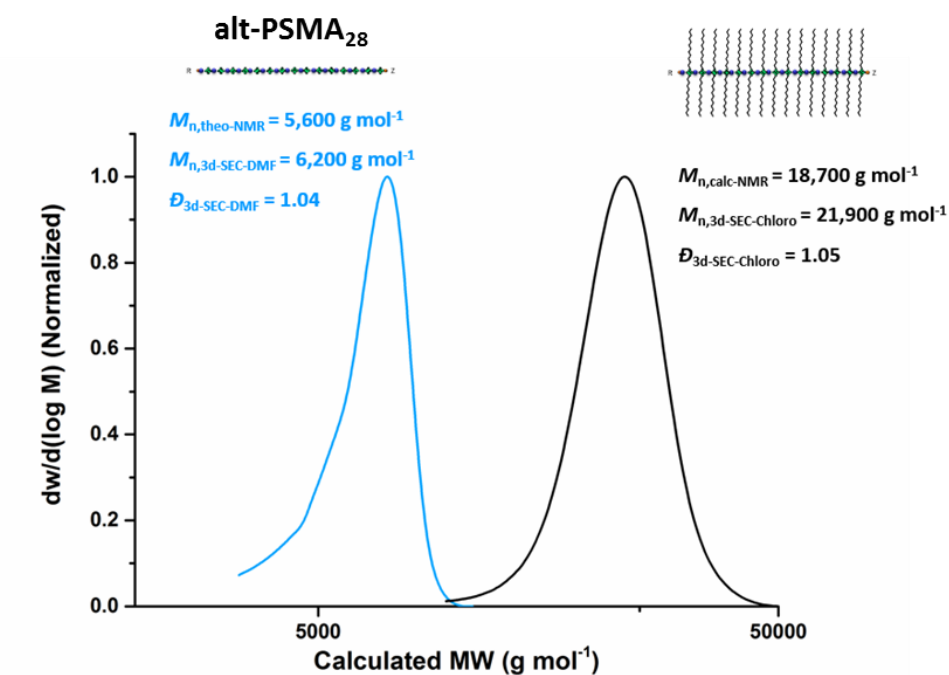 alt-PSMA₂₈
R Z
R Z
Mn,theo-NMR = 5,600 g mol⁻¹
Mn,3d-SEC-DMF = 6,200 g mol⁻¹
Đ3d-SEC-DMF = 1.04
Mn,calc-NMR = 18,700 g mol⁻¹
Mn,3d-SEC-Chloro = 21,900 g mol⁻¹
Đ3d-SEC-Chloro = 1.05
dw/d(log M) (Normalized)
1.0
0.8
0.6
0.4
0.2
0.0
5000 50000
Calculated MW (g mol⁻¹)